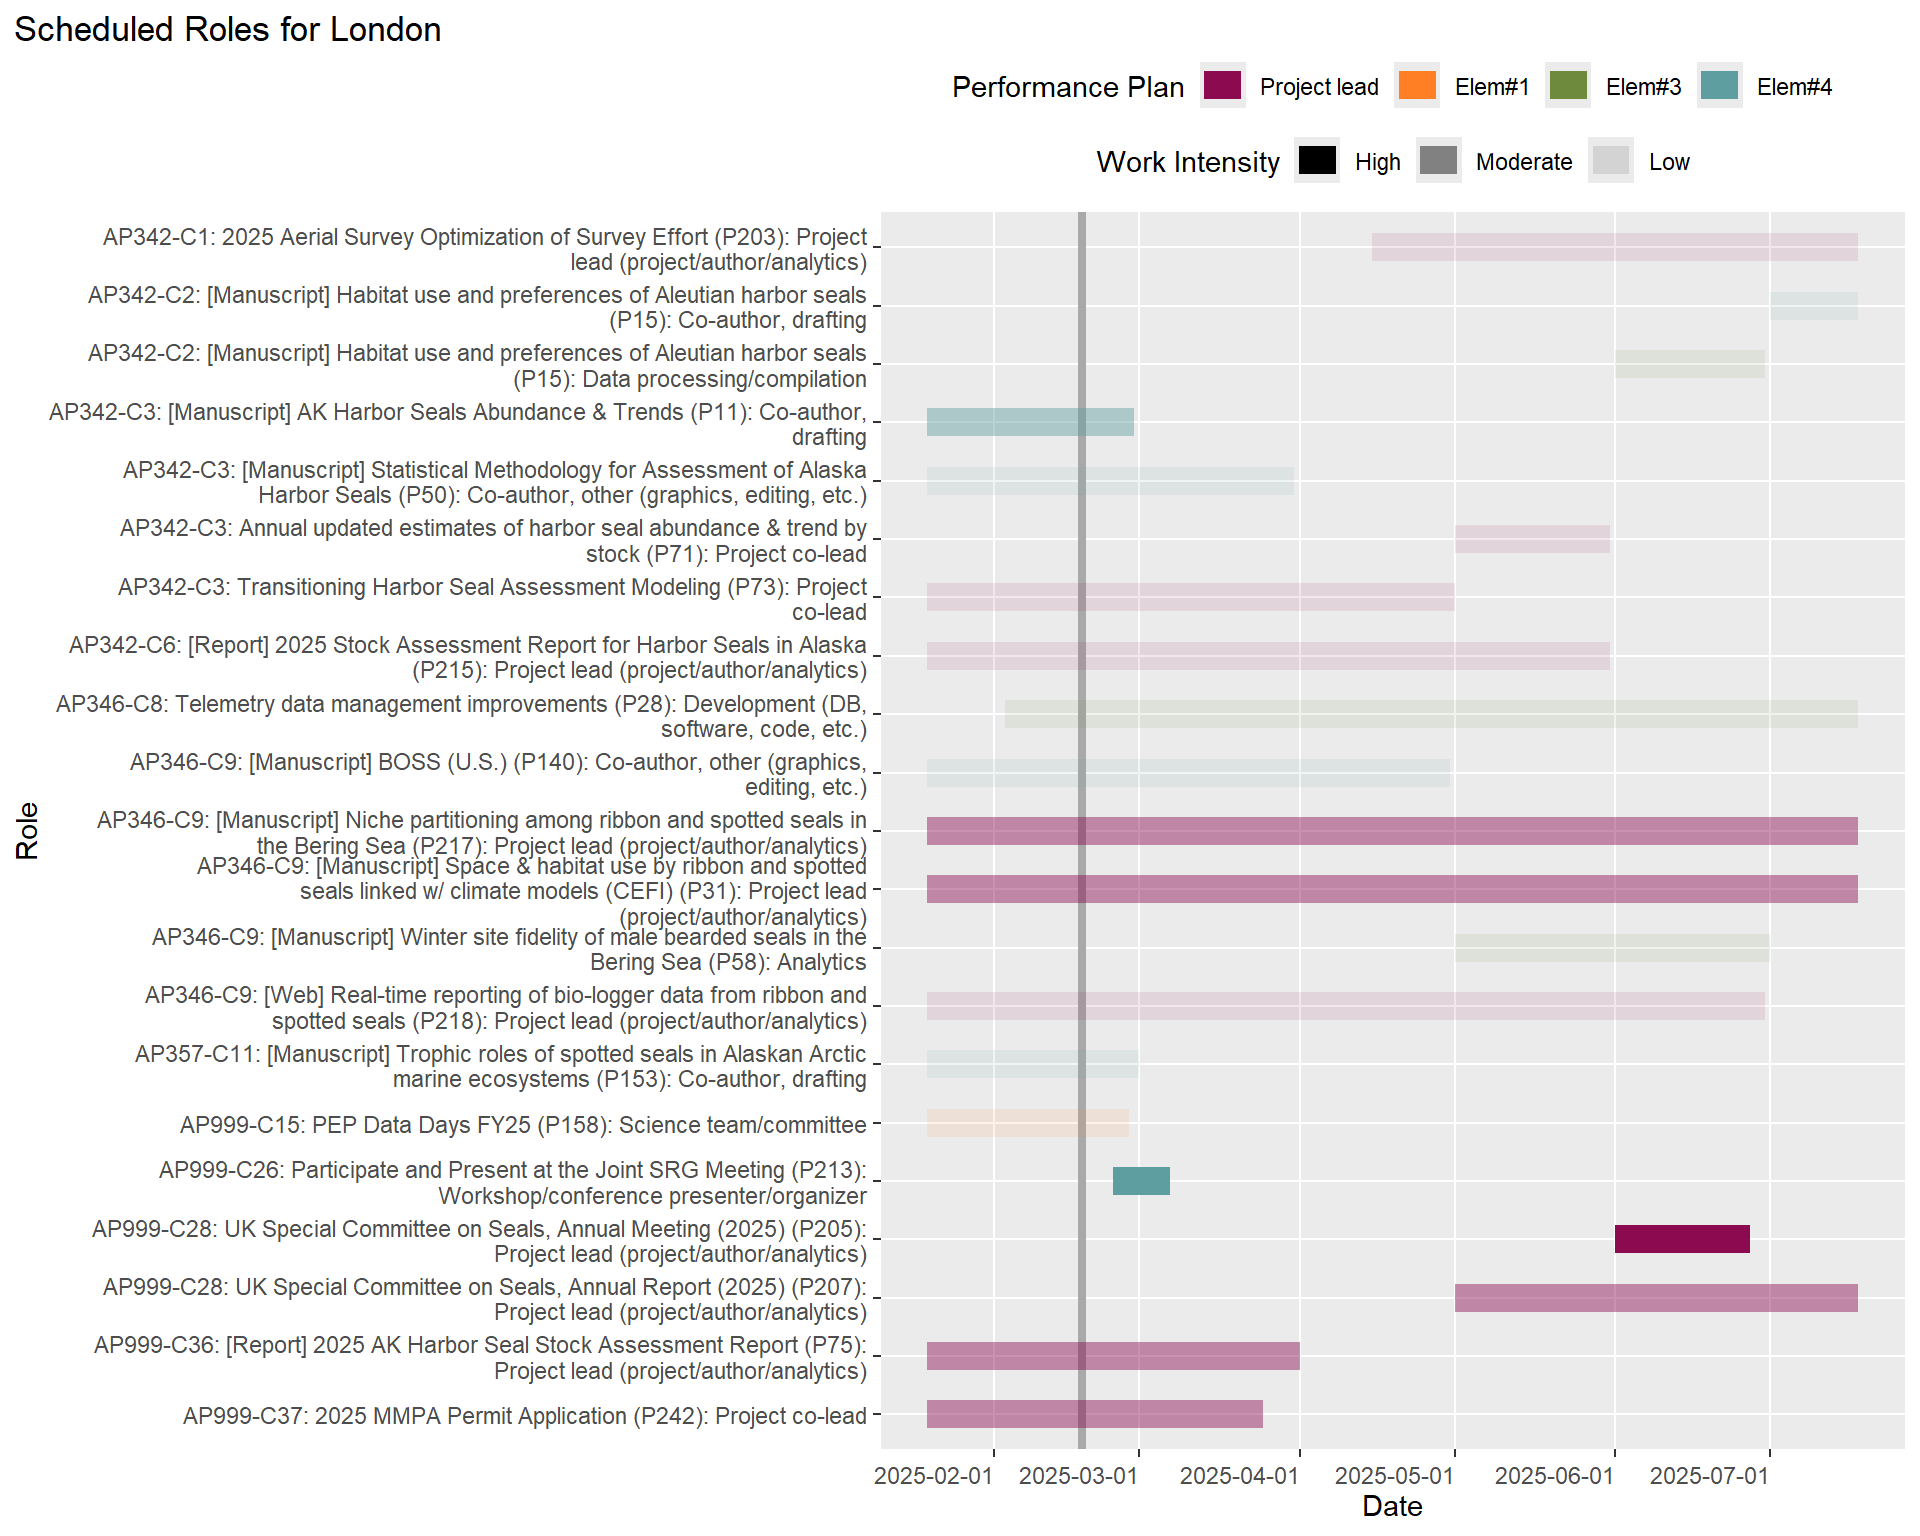 Scheduled Roles for London
Performance Plan Project lead Elem#1 Elem#3 Elem#4
Work Intensity High Moderate Low
AP342-C1: 2025 Aerial Survey Optimization of Survey Effort (P203): Project
lead (project/author/analytics)
AP342-C2: [Manuscript] Habitat use and preferences of Aleutian harbor seals
(P15): Co-author, drafting
AP342-C2: [Manuscript] Habitat use and preferences of Aleutian harbor seals
(P15): Data processing/compilation
AP342-C3: [Manuscript] AK Harbor Seals Abundance & Trends (P11): Co-author,
drafting
AP342-C3: [Manuscript] Statistical Methodology for Assessment of Alaska
Harbor Seals (P50): Co-author, other (graphics, editing, etc.)
AP342-C3: Annual updated estimates of harbor seal abundance & trend by
stock (P71): Project co-lead
AP342-C3: Transitioning Harbor Seal Assessment Modeling (P73): Project
co-lead
AP342-C6: [Report] 2025 Stock Assessment Report for Harbor Seals in Alaska
(P215): Project lead (project/author/analytics)
AP346-C8: Telemetry data management improvements (P28): Development (DB,
software, code, etc.)
AP346-C9: [Manuscript] BOSS (U.S.) (P140): Co-author, other (graphics,
editing, etc.)
AP346-C9: [Manuscript] Niche partitioning among ribbon and spotted seals in
the Bering Sea (P217): Project lead (project/author/analytics)
AP346-C9: [Manuscript] Space & habitat use by ribbon and spotted
seals linked w/ climate models (CEFI) (P31): Project lead
(project/author/analytics)
AP346-C9: [Manuscript] Winter site fidelity of male bearded seals in the
Bering Sea (P58): Analytics
AP346-C9: [Web] Real-time reporting of bio-logger data from ribbon and
spotted seals (P218): Project lead (project/author/analytics)
AP357-C11: [Manuscript] Trophic roles of spotted seals in Alaskan Arctic
marine ecosystems (P153): Co-author, drafting
AP999-C15: PEP Data Days FY25 (P158): Science team/committee
AP999-C26: Participate and Present at the Joint SRG Meeting (P213):
Workshop/conference presenter/organizer
AP999-C28: UK Special Committee on Seals, Annual Meeting (2025) (P205):
Project lead (project/author/analytics)
AP999-C28: UK Special Committee on Seals, Annual Report (2025) (P207):
Project lead (project/author/analytics)
AP999-C36: [Report] 2025 AK Harbor Seal Stock Assessment Report (P75):
Project lead (project/author/analytics)
AP999-C37: 2025 MMPA Permit Application (P242): Project co-lead
Role
2025-02-01 2025-03-01 2025-04-01 2025-05-01 2025-06-01 2025-07-01
Date